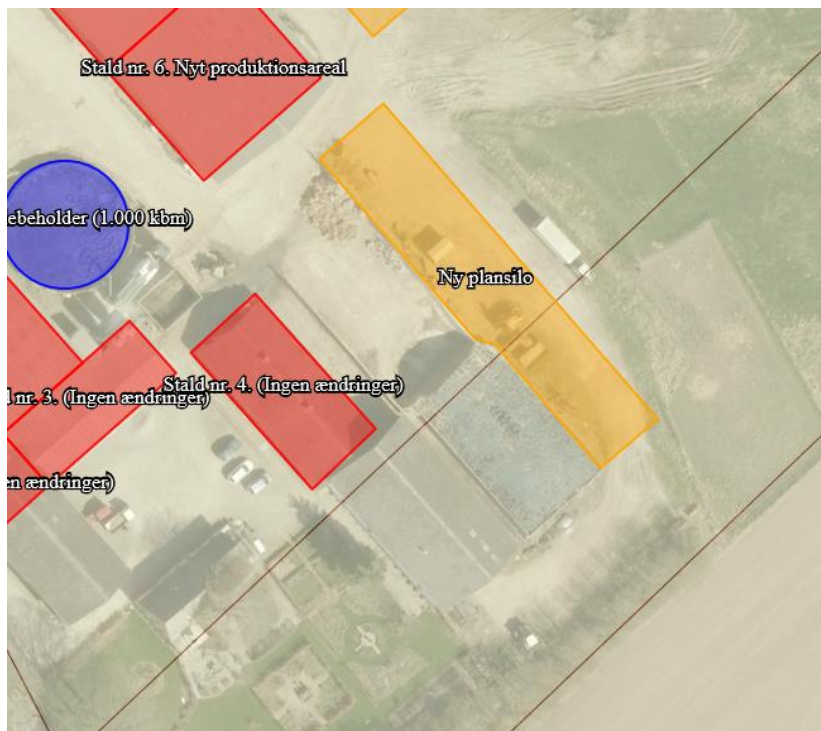 Stald nr. 6. Nyt produktionsareal
ebeholder (1.000 kbm)
Ny plansilo
Stald nr. 4. (Ingen ændringer)
nr. 3. (Ingen ændringer)
en ændringer)